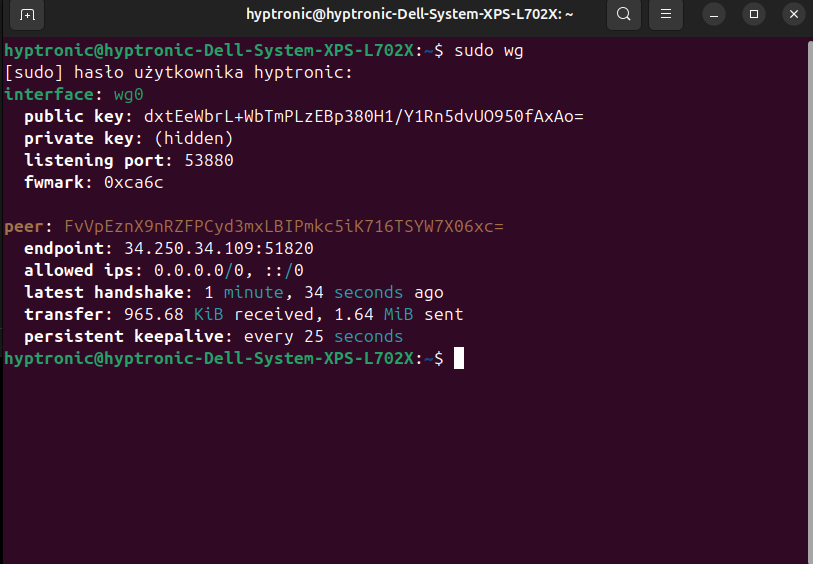 hyptronic@hyptronic-Dell-System-XPS-L702X: ~
hyptronic@hyptronic-Dell-System-XPS-L702X:~$ sudo wg
[sudo] hasło użytkownika hyptronic:
interface: wg0
public key: dxtEeWbrL+WbTmPLzEBp380H1/Y1Rn5dvUO950fAxAo=
private key: (hidden)
listening port: 53880
fwmark: 0xca6c
peer: FvVpEznX9nRZFPCyd3mxLBIPmkc5iK716TSYW7X06xc=
endpoint: 34.250.34.109:51820
allowed ips: 0.0.0.0/0, ::/0
latest handshake: 1 minute, 34 seconds ago
transfer: 965.68 KiB received, 1.64 MiB sent
persistent keepalive: every 25 seconds
hyptronic@hyptronic-Dell-System-XPS-L702X:~$